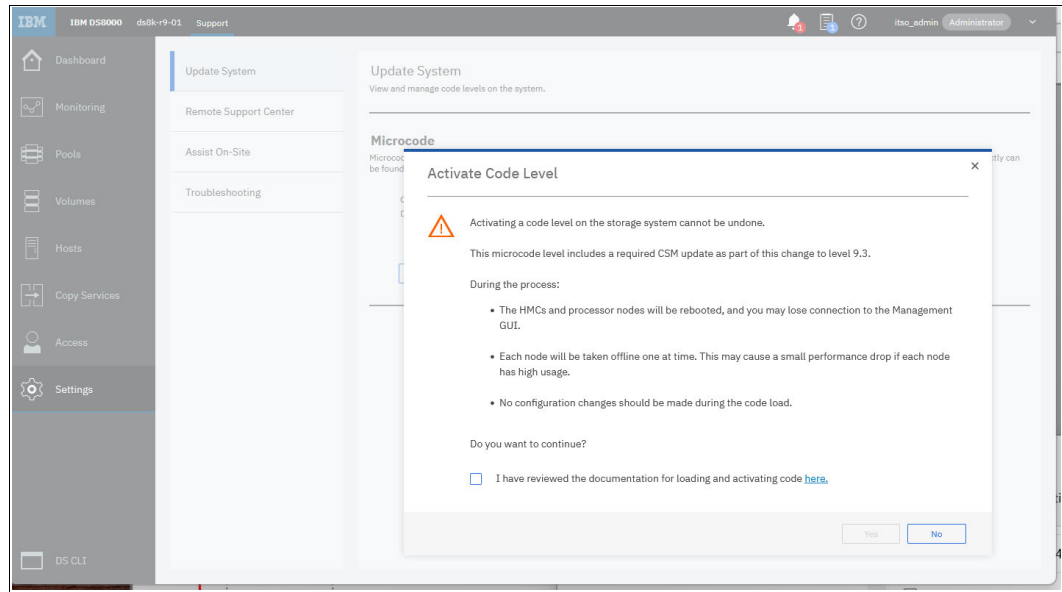 IBM IBM DS8000 ds8k-r9-01 Support 1 1 ? itso_admin Administrator
Dashboard
Monitoring
Pools
Volumes
Hosts
Copy Services
Access
Settings
DS CLI
Update System
Remote Support Center
Assist On-Site
Troubleshooting
Update System
View and manage code levels on the system.
Microcode
Micrococ
be found
tly can
Activate Code Level
Activating a code level on the storage system cannot be undone.
This microcode level includes a required CSM update as part of this change to level 9.3.
During the process:
• The HMCs and processor nodes will be rebooted, and you may lose connection to the Management
GUI.
• Each node will be taken offline one at time. This may cause a small performance drop if each node
has high usage.
• No configuration changes should be made during the code load.
Do you want to continue?
I have reviewed the documentation for loading and activating code here.
Yes No